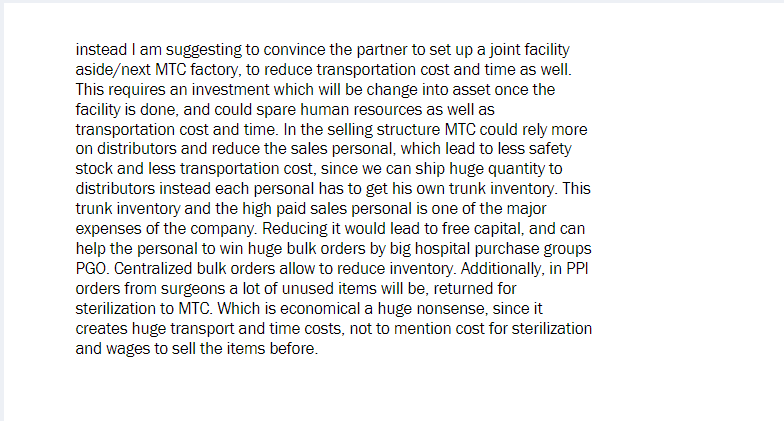 instead I am suggesting to convince the partner to set up a joint facility
aside/next MTC factory, to reduce transportation cost and time as well.
This requires an investment which will be change into asset once the
facility is done, and could spare human resources as well as
transportation cost and time. In the selling structure MTC could rely more
on distributors and reduce the sales personal, which lead to less safety
stock and less transportation cost, since we can ship huge quantity to
distributors instead each personal has to get his own trunk inventory. This
trunk inventory and the high paid sales personal is one of the major
expenses of the company. Reducing it would lead to free capital, and can
help the personal to win huge bulk orders by big hospital purchase groups
PGO. Centralized bulk orders allow to reduce inventory. Additionally, in PPI
orders from surgeons a lot of unused items will be, returned for
sterilization to MTC. Which is economical a huge nonsense, since it
creates huge transport and time costs, not to mention cost for sterilization
and wages to sell the items before.